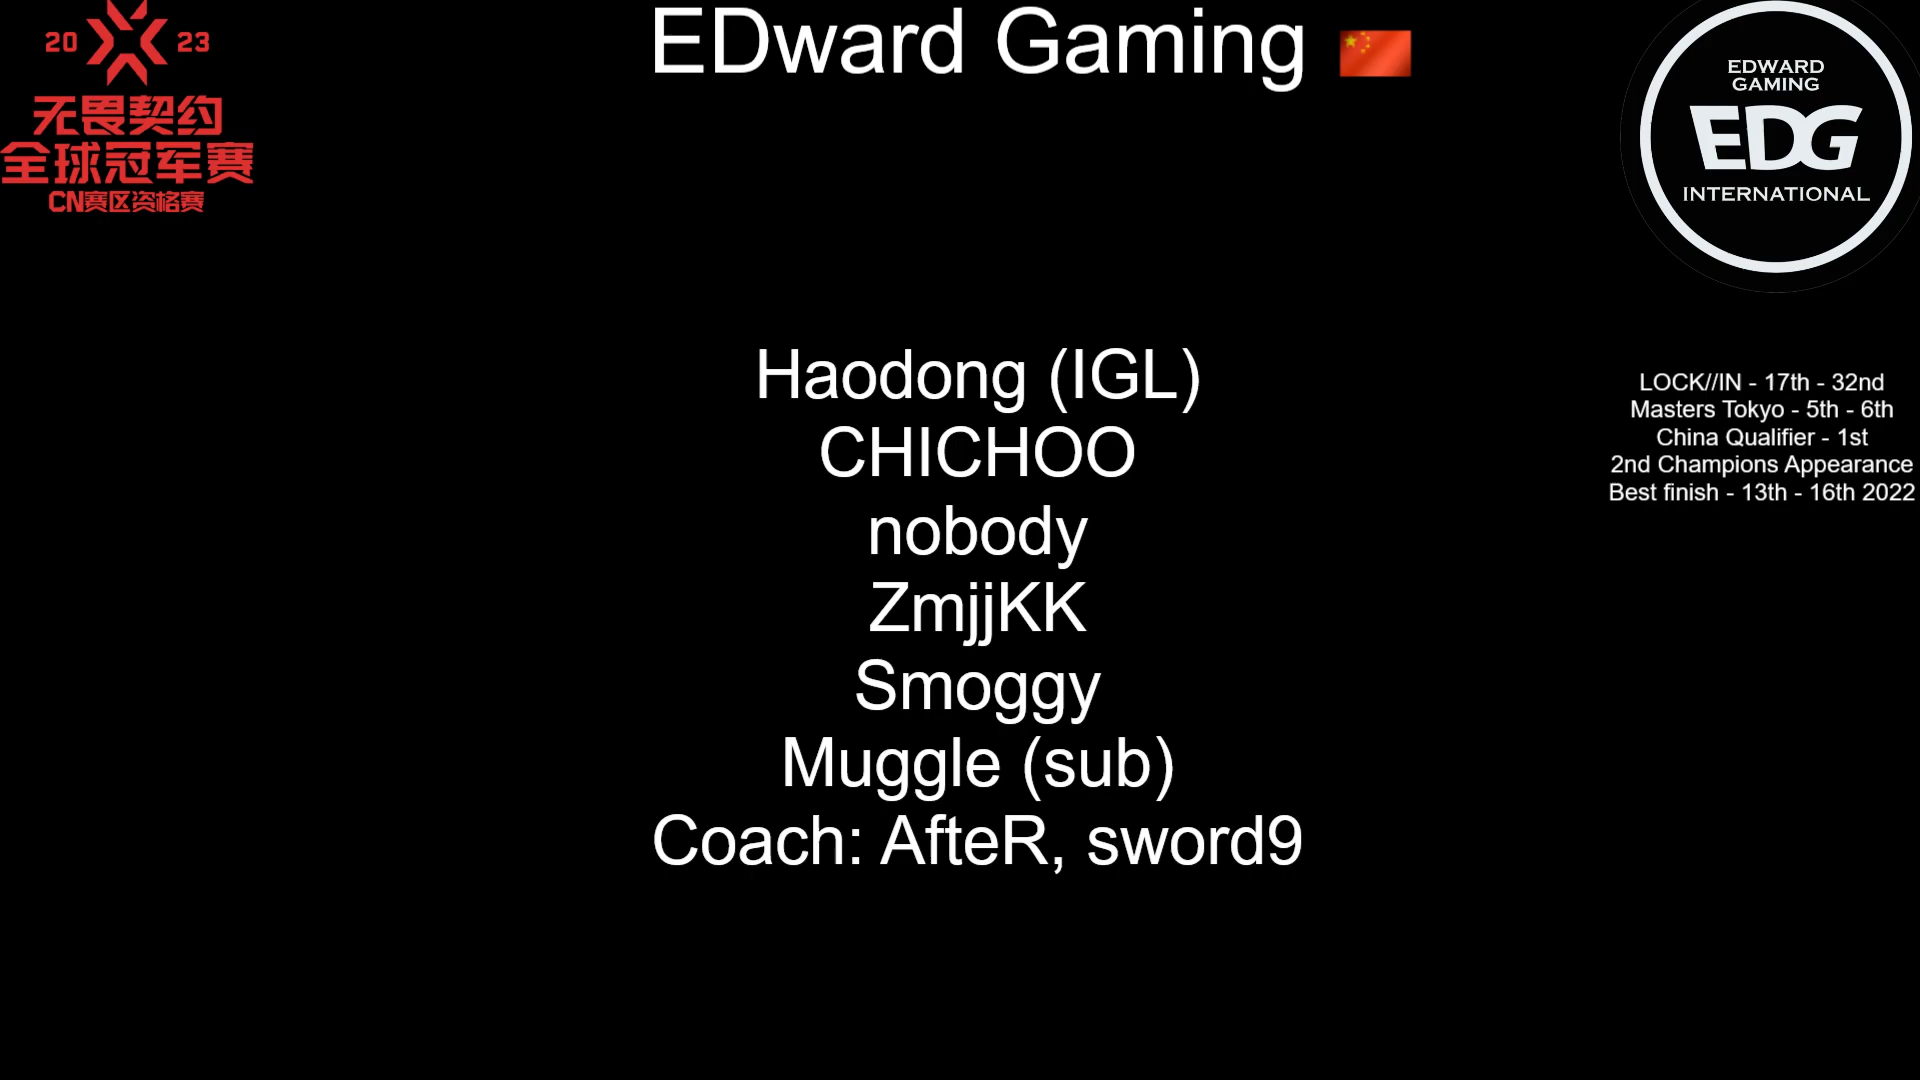 20 23
无畏契约
全球冠军赛
CN赛区资格赛
EDward Gaming
EDWARD
GAMING
EDG
INTERNATIONAL
Haodong (IGL)
CHICHOO
nobody
ZmjjKK
Smoggy
Muggle (sub)
Coach: AfteR, sword9
LOCK//IN - 17th - 32nd
Masters Tokyo - 5th - 6th
China Qualifier - 1st
2nd Champions Appearance
Best finish - 13th - 16th 2022